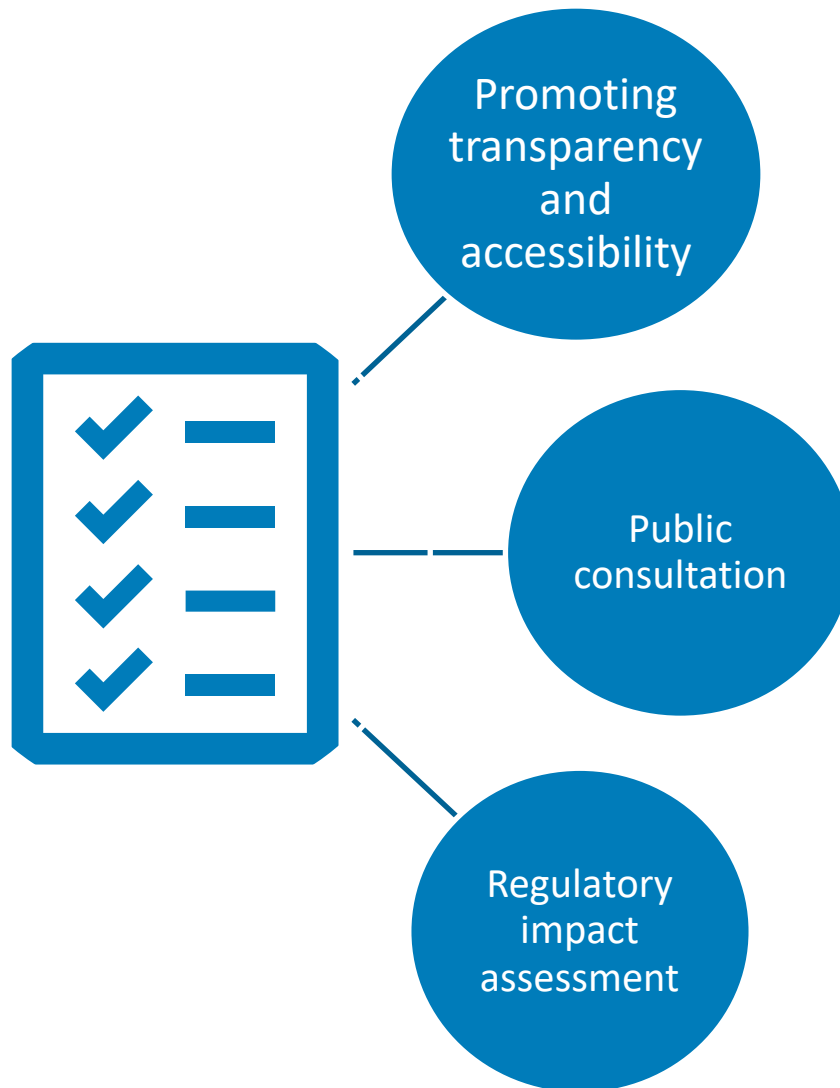 Promoting
transparency
and
accessibility
Public
consultation
Regulatory
impact
assessment